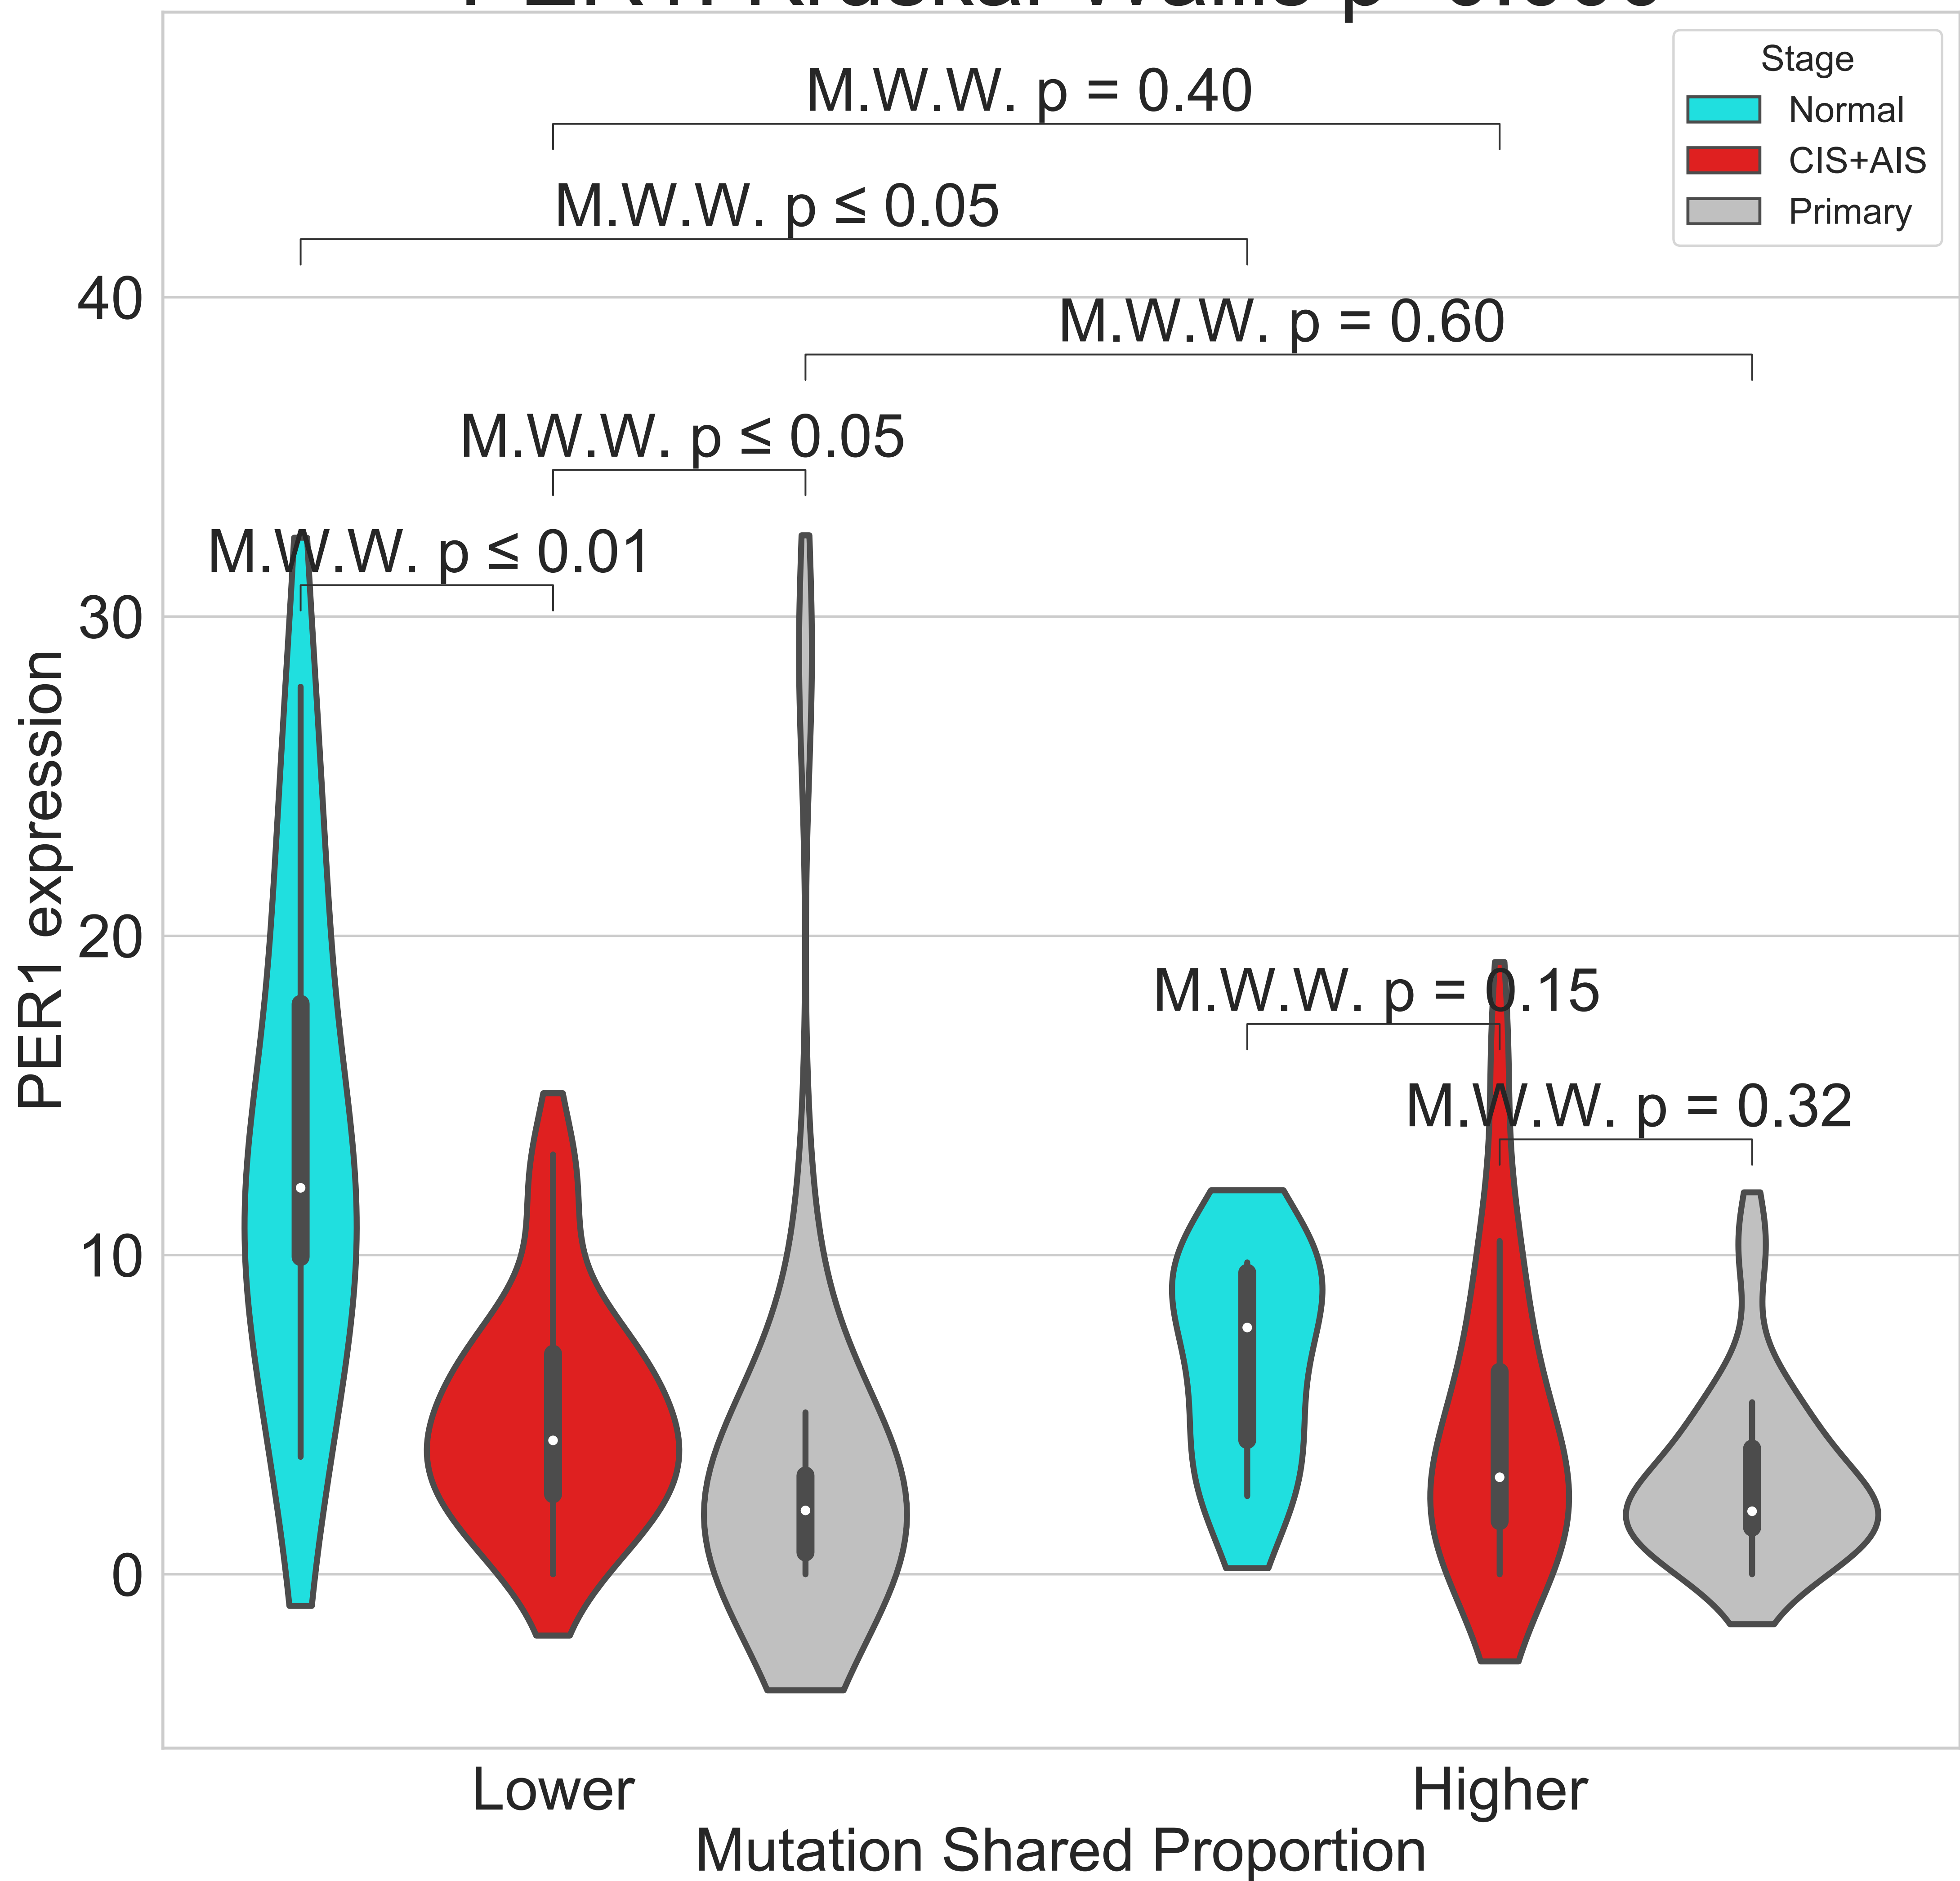 Stage
Normal
CIS+AIS
Primary
M.W.W. p = 0.40
M.W.W. p ≤ 0.05
M.W.W. p = 0.60
M.W.W. p ≤ 0.05
M.W.W. p ≤ 0.01
M.W.W. p = 0.15
M.W.W. p = 0.32
PER1 expression
40
30
20
10
0
Lower
Higher
Mutation Shared Proportion